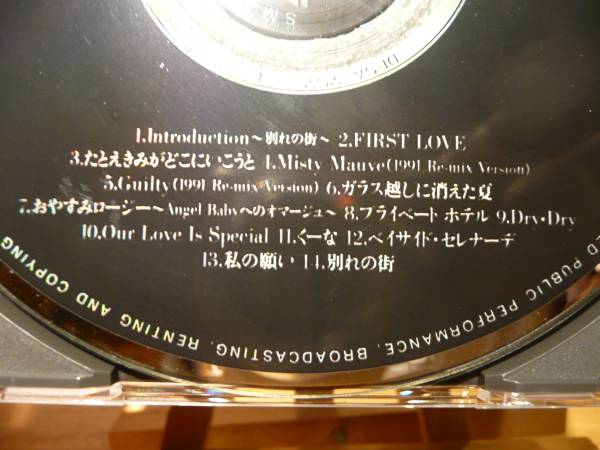 1.Introduction～別れの街～ 2.FIRST LOVE
3.たとえきみがどこにいこうと 4.Misty Mauve(1991 Re-mix Version)
5.Guilty(1991 Re-mix Version) 6.ガラス越しに消えた夏
7.おやすみロージー～Angel Babyへのオマージュ～ 8.プライベート ホテル 9.Dry・Dry
10.Our Love Is Special 11.くーな 12.ベイサイド・セレナーデ
13.私の願い 14.別れの街
PUBLIC PERFORMANCE, BROADCASTING, RENTING AND COPYING